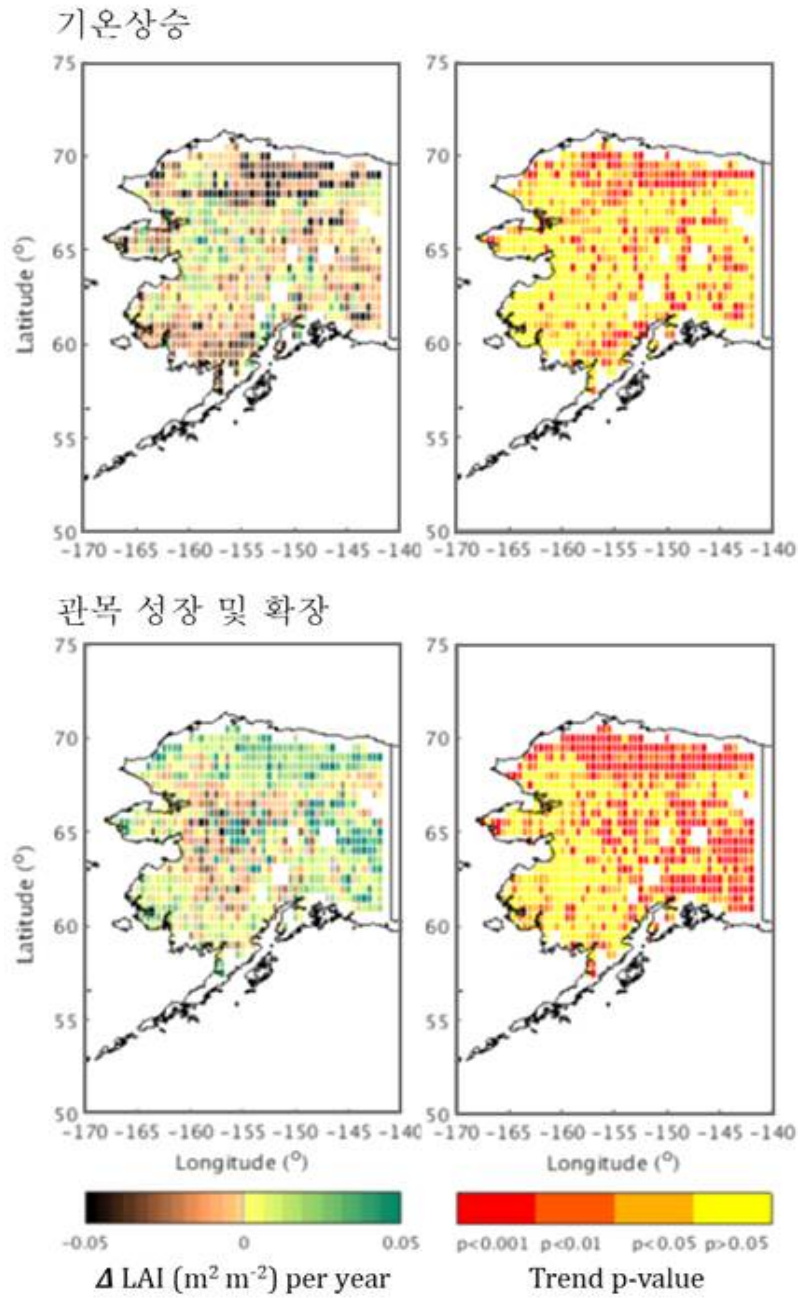 기온상승
75
70
65
60
55
50
Latitude (°)
-170 -165 -160 -155 -150 -145 -140
-170 -165 -160 -155 -150 -145 -140
75
70
65
60
55
50
관목 성장 및 확장
75
70
65
60
55
50
Latitude (°)
-170 -165 -160 -155 -150 -145 -140
Longitude (°)
75
70
65
60
55
50
-170 -165 -160 -155 -150 -145 -140
Longitude (°)
-0.05 0 0.05
Δ LAI (m² m⁻²) per year
p<0.001 p<0.01 p<0.05 p>0.05
Trend p-value